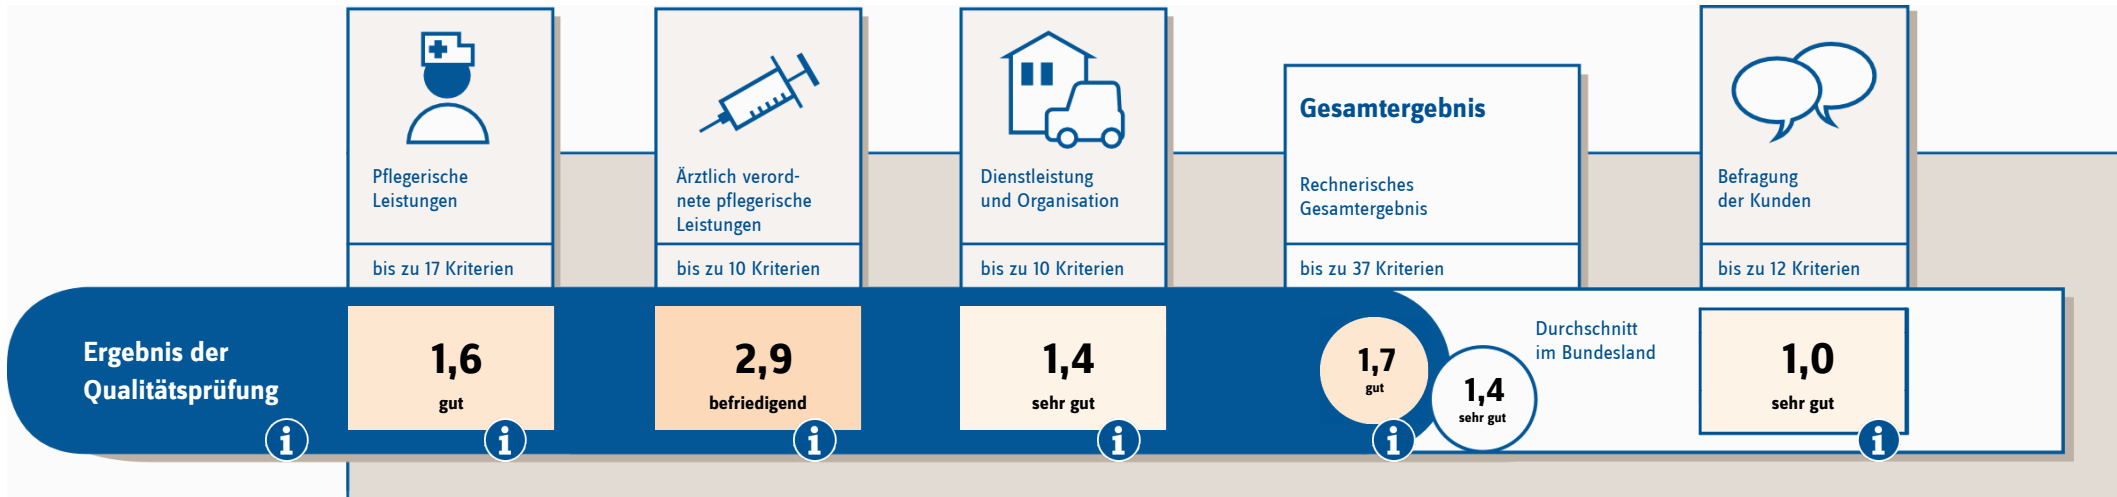 Pflegerische
Leistungen
bis zu 17 Kriterien
Ärztlich verord-
nete pflegerische
Leistungen
bis zu 10 Kriterien
Dienstleistung
und Organisation
bis zu 10 Kriterien
Gesamtergebnis
Rechnerisches
Gesamtergebnis
bis zu 37 Kriterien
Befragung
der Kunden
bis zu 12 Kriterien
Ergebnis der
Qualitätsprüfung
i
1,6
gut
i
2,9
befriedigend
i
1,4
sehr gut
i
1,7
gut
i
1,4
sehr gut
Durchschnitt
im Bundesland
1,0
sehr gut
i